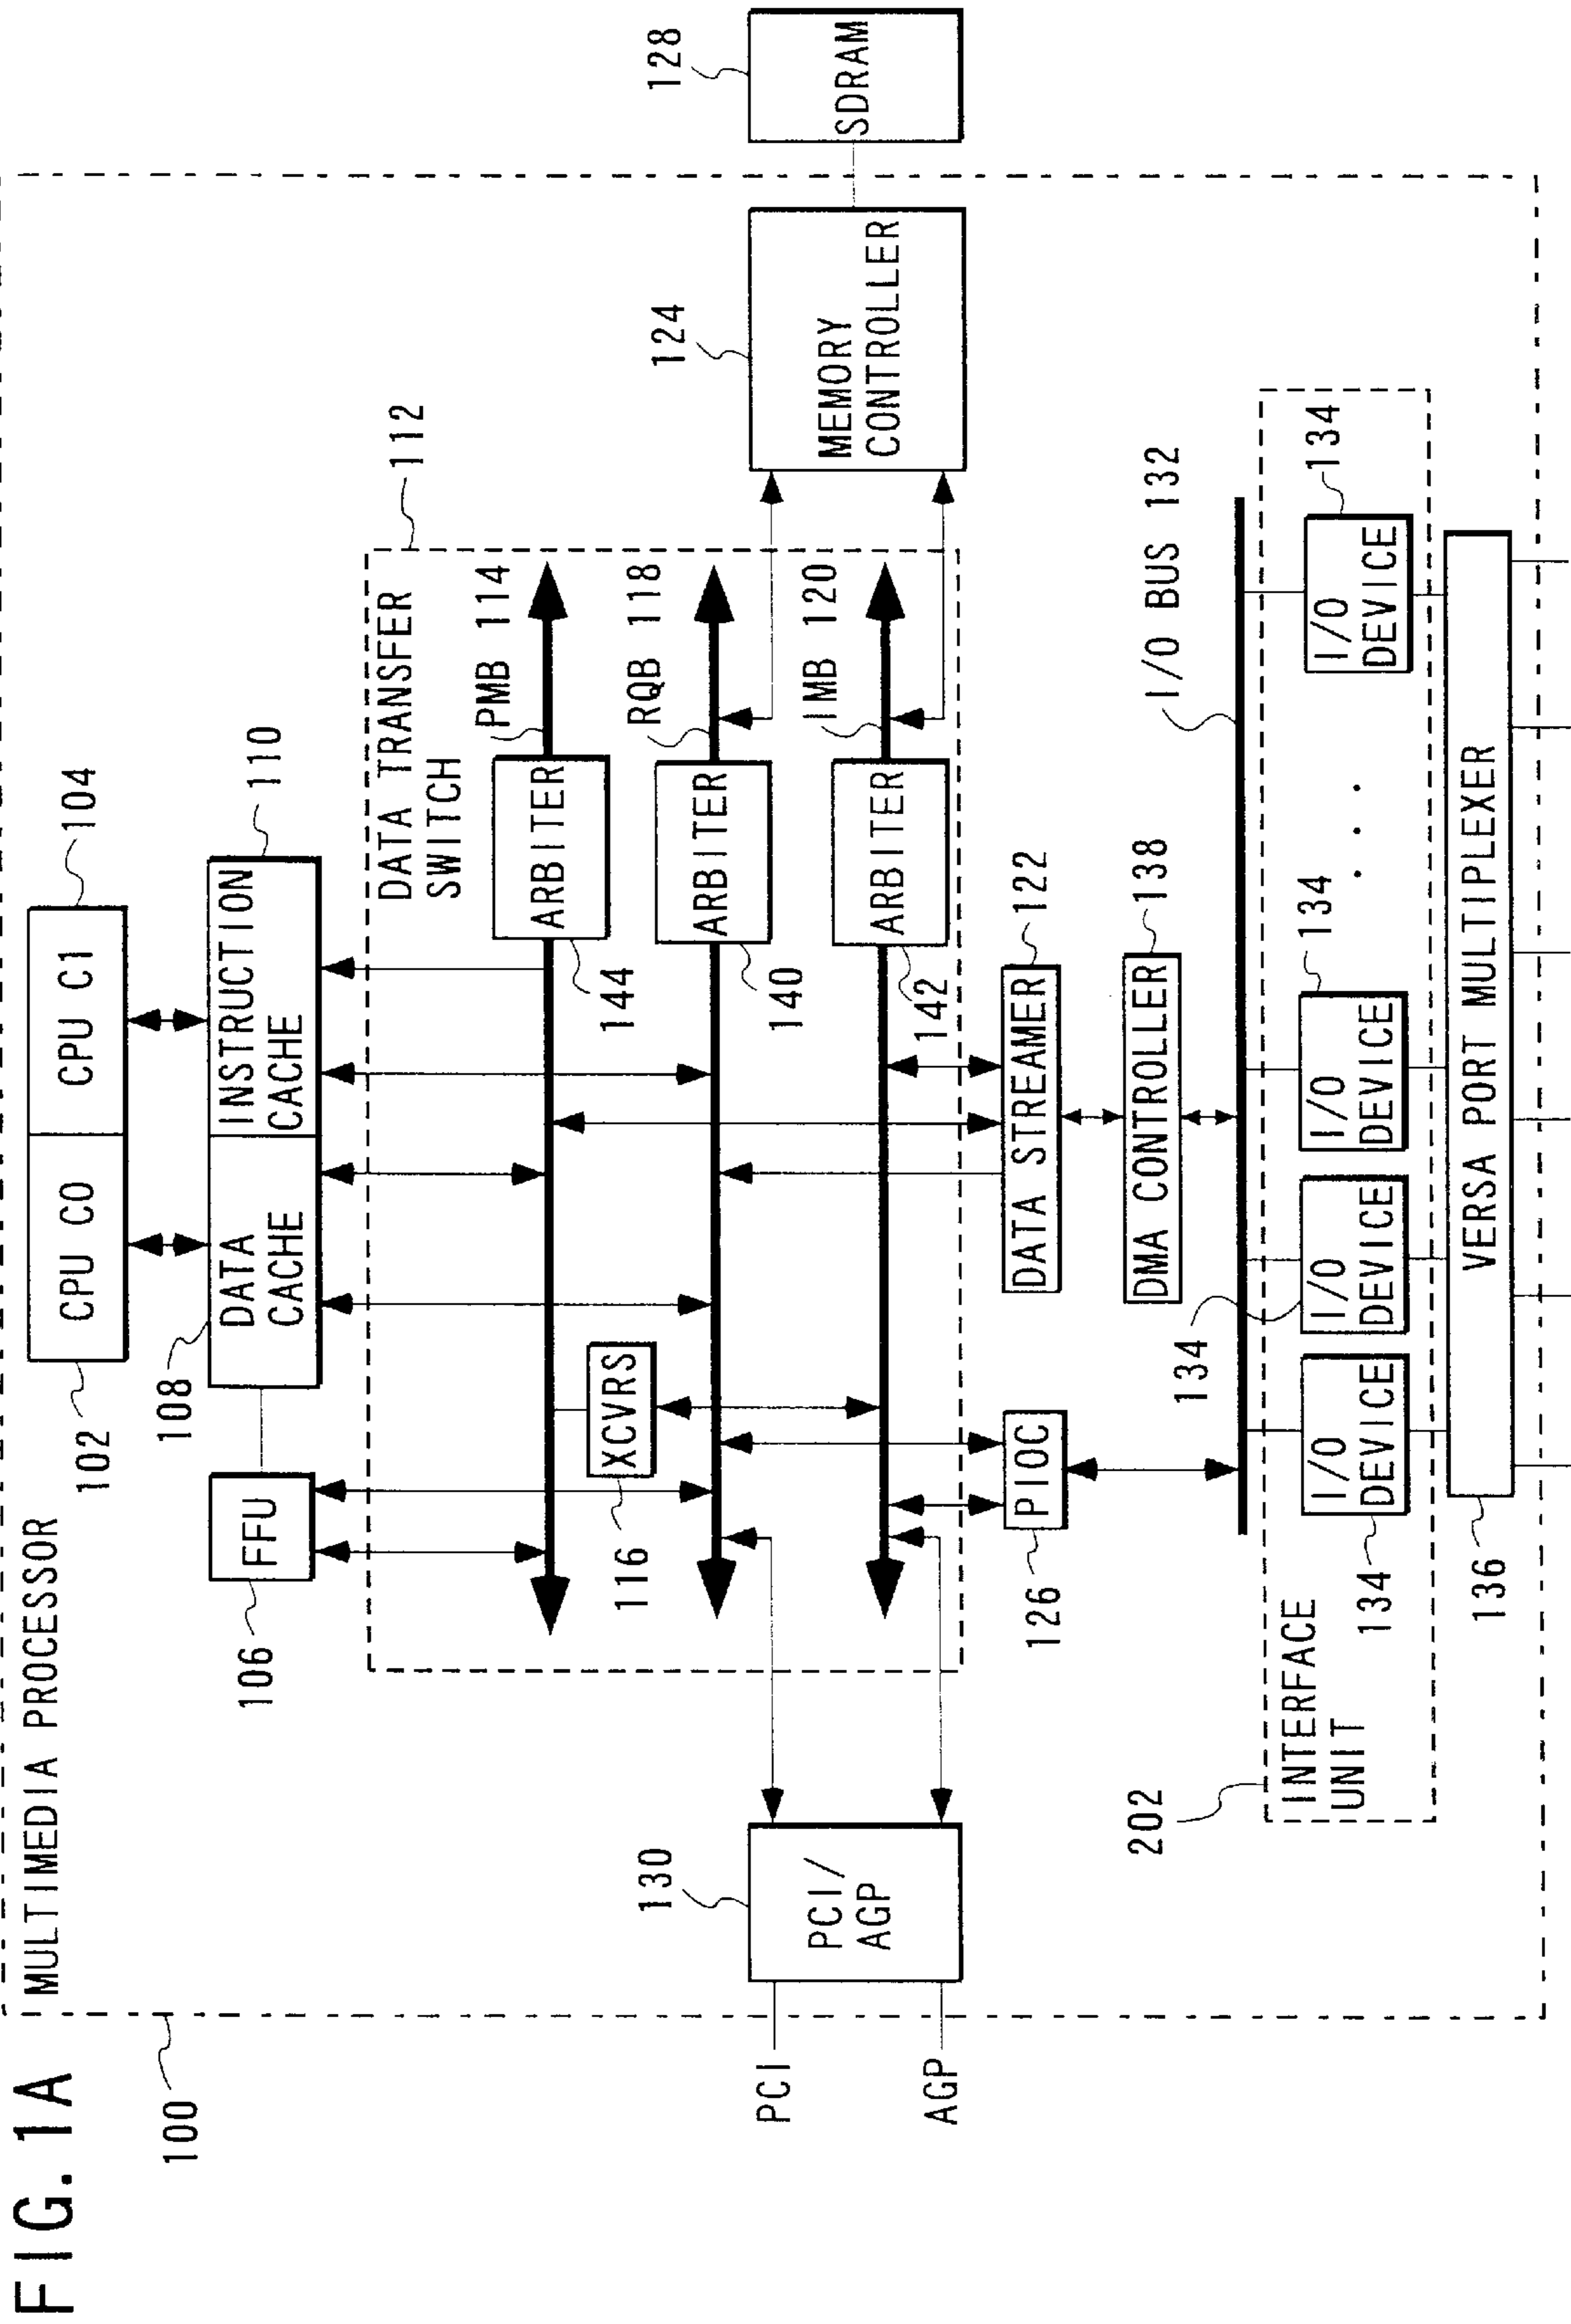 FIG. 1A
100
MULTIMEDIA PROCESSOR
102
CPU C0
CPU C1
104
106
FFU
108
DATA
CACHE
INSTRUCTION
CACHE
110
DATA TRANSFER
SWITCH
112
144
ARBITER
PMB 114
116
XCVRS
140
ARBITER
RQB 118
142
ARBITER
IMB 120
130
PCI/
AGP
PCI
AGP
124
MEMORY
CONTROLLER
128
SDRAM
126
PIOC
DATA STREAMER
122
DMA CONTROLLER
138
I/O BUS 132
202
INTERFACE
UNIT
134
I/O
DEVICE
134
I/O
DEVICE
134
I/O
DEVICE
. . . .
134
I/O
DEVICE
136
VERSA PORT MULTIPLEXER